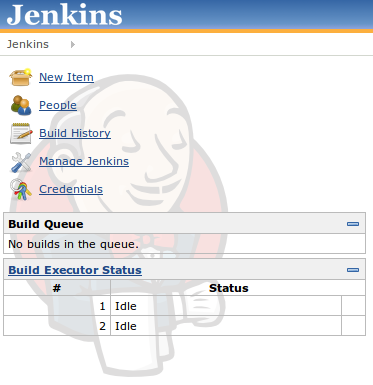 Jenkins
Jenkins
New Item
People
Build History
Manage Jenkins
Credentials
Build Queue
No builds in the queue.
Build Executor Status
# Status
1 Idle
2 Idle